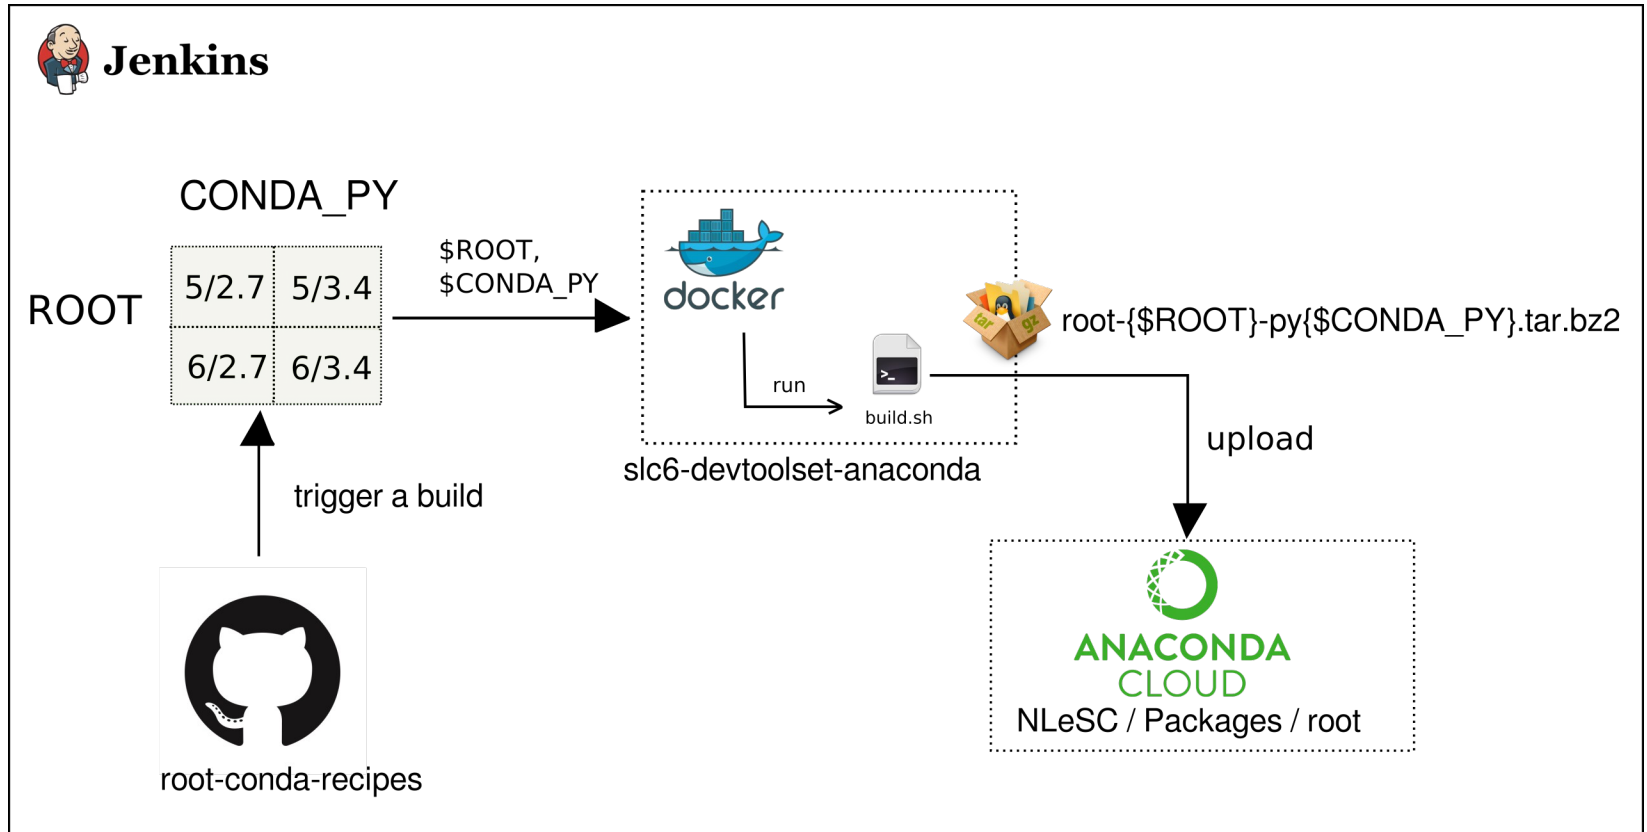 Jenkins
CONDA_PY
ROOT
5/2.7
5/3.4
6/2.7
6/3.4
$ROOT,
$CONDA_PY
docker
run
>_
build.sh
slc6-devtoolset-anaconda
tar
gz
root-{$ROOT}-py{$CONDA_PY}.tar.bz2
upload
trigger a build
root-conda-recipes
ANACONDA
CLOUD
NLeSC / Packages / root